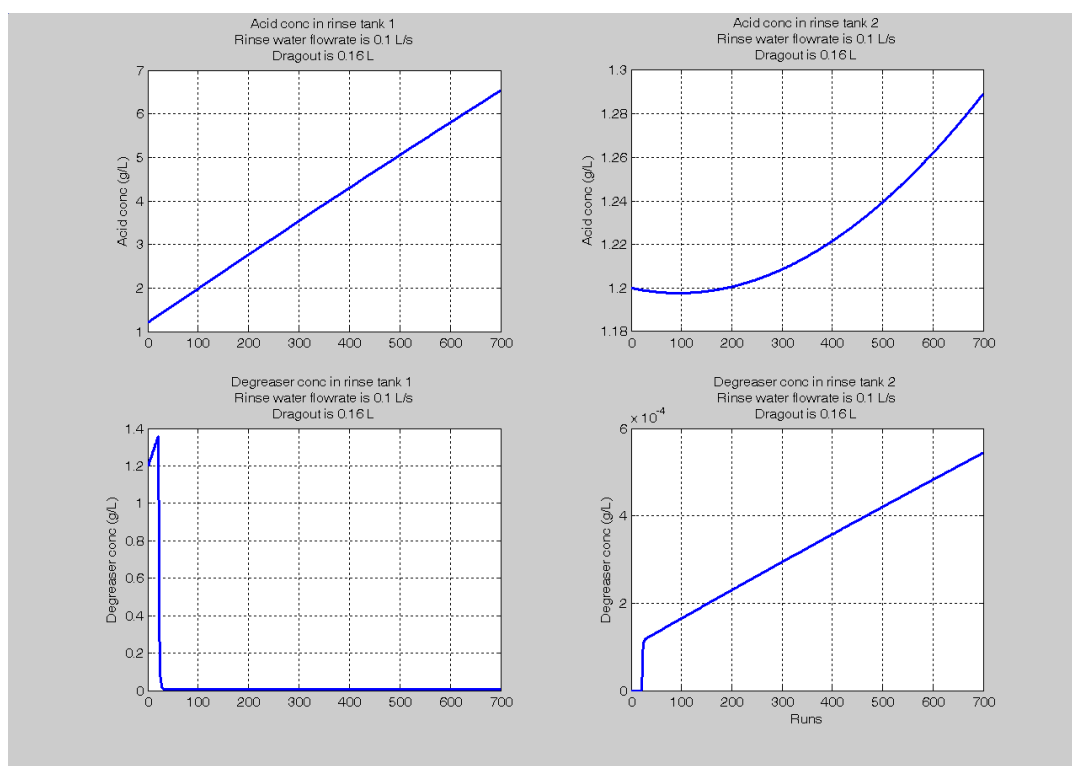 Acid conc in rinse tank 1
Rinse water flowrate is 0.1 L/s
Dragout is 0.16 L
7
6
5
4
3
2
1
Acid conc (g/L)
0 100 200 300 400 500 600 700
Acid conc in rinse tank 2
Rinse water flowrate is 0.1 L/s
Dragout is 0.16 L
1.3
1.28
1.26
1.24
1.22
1.2
1.18
Acid conc (g/L)
0 100 200 300 400 500 600 700
Degreaser conc in rinse tank 1
Rinse water flowrate is 0.1 L/s
Dragout is 0.16 L
1.4
1.2
1
0.8
0.6
0.4
0.2
0
Degreaser conc (g/L)
0 100 200 300 400 500 600 700
Degreaser conc in rinse tank 2
Rinse water flowrate is 0.1 L/s
Dragout is 0.16 L
x 10^-4
6
4
2
0
Degreaser conc (g/L)
0 100 200 300 400 500 600 700
Runs